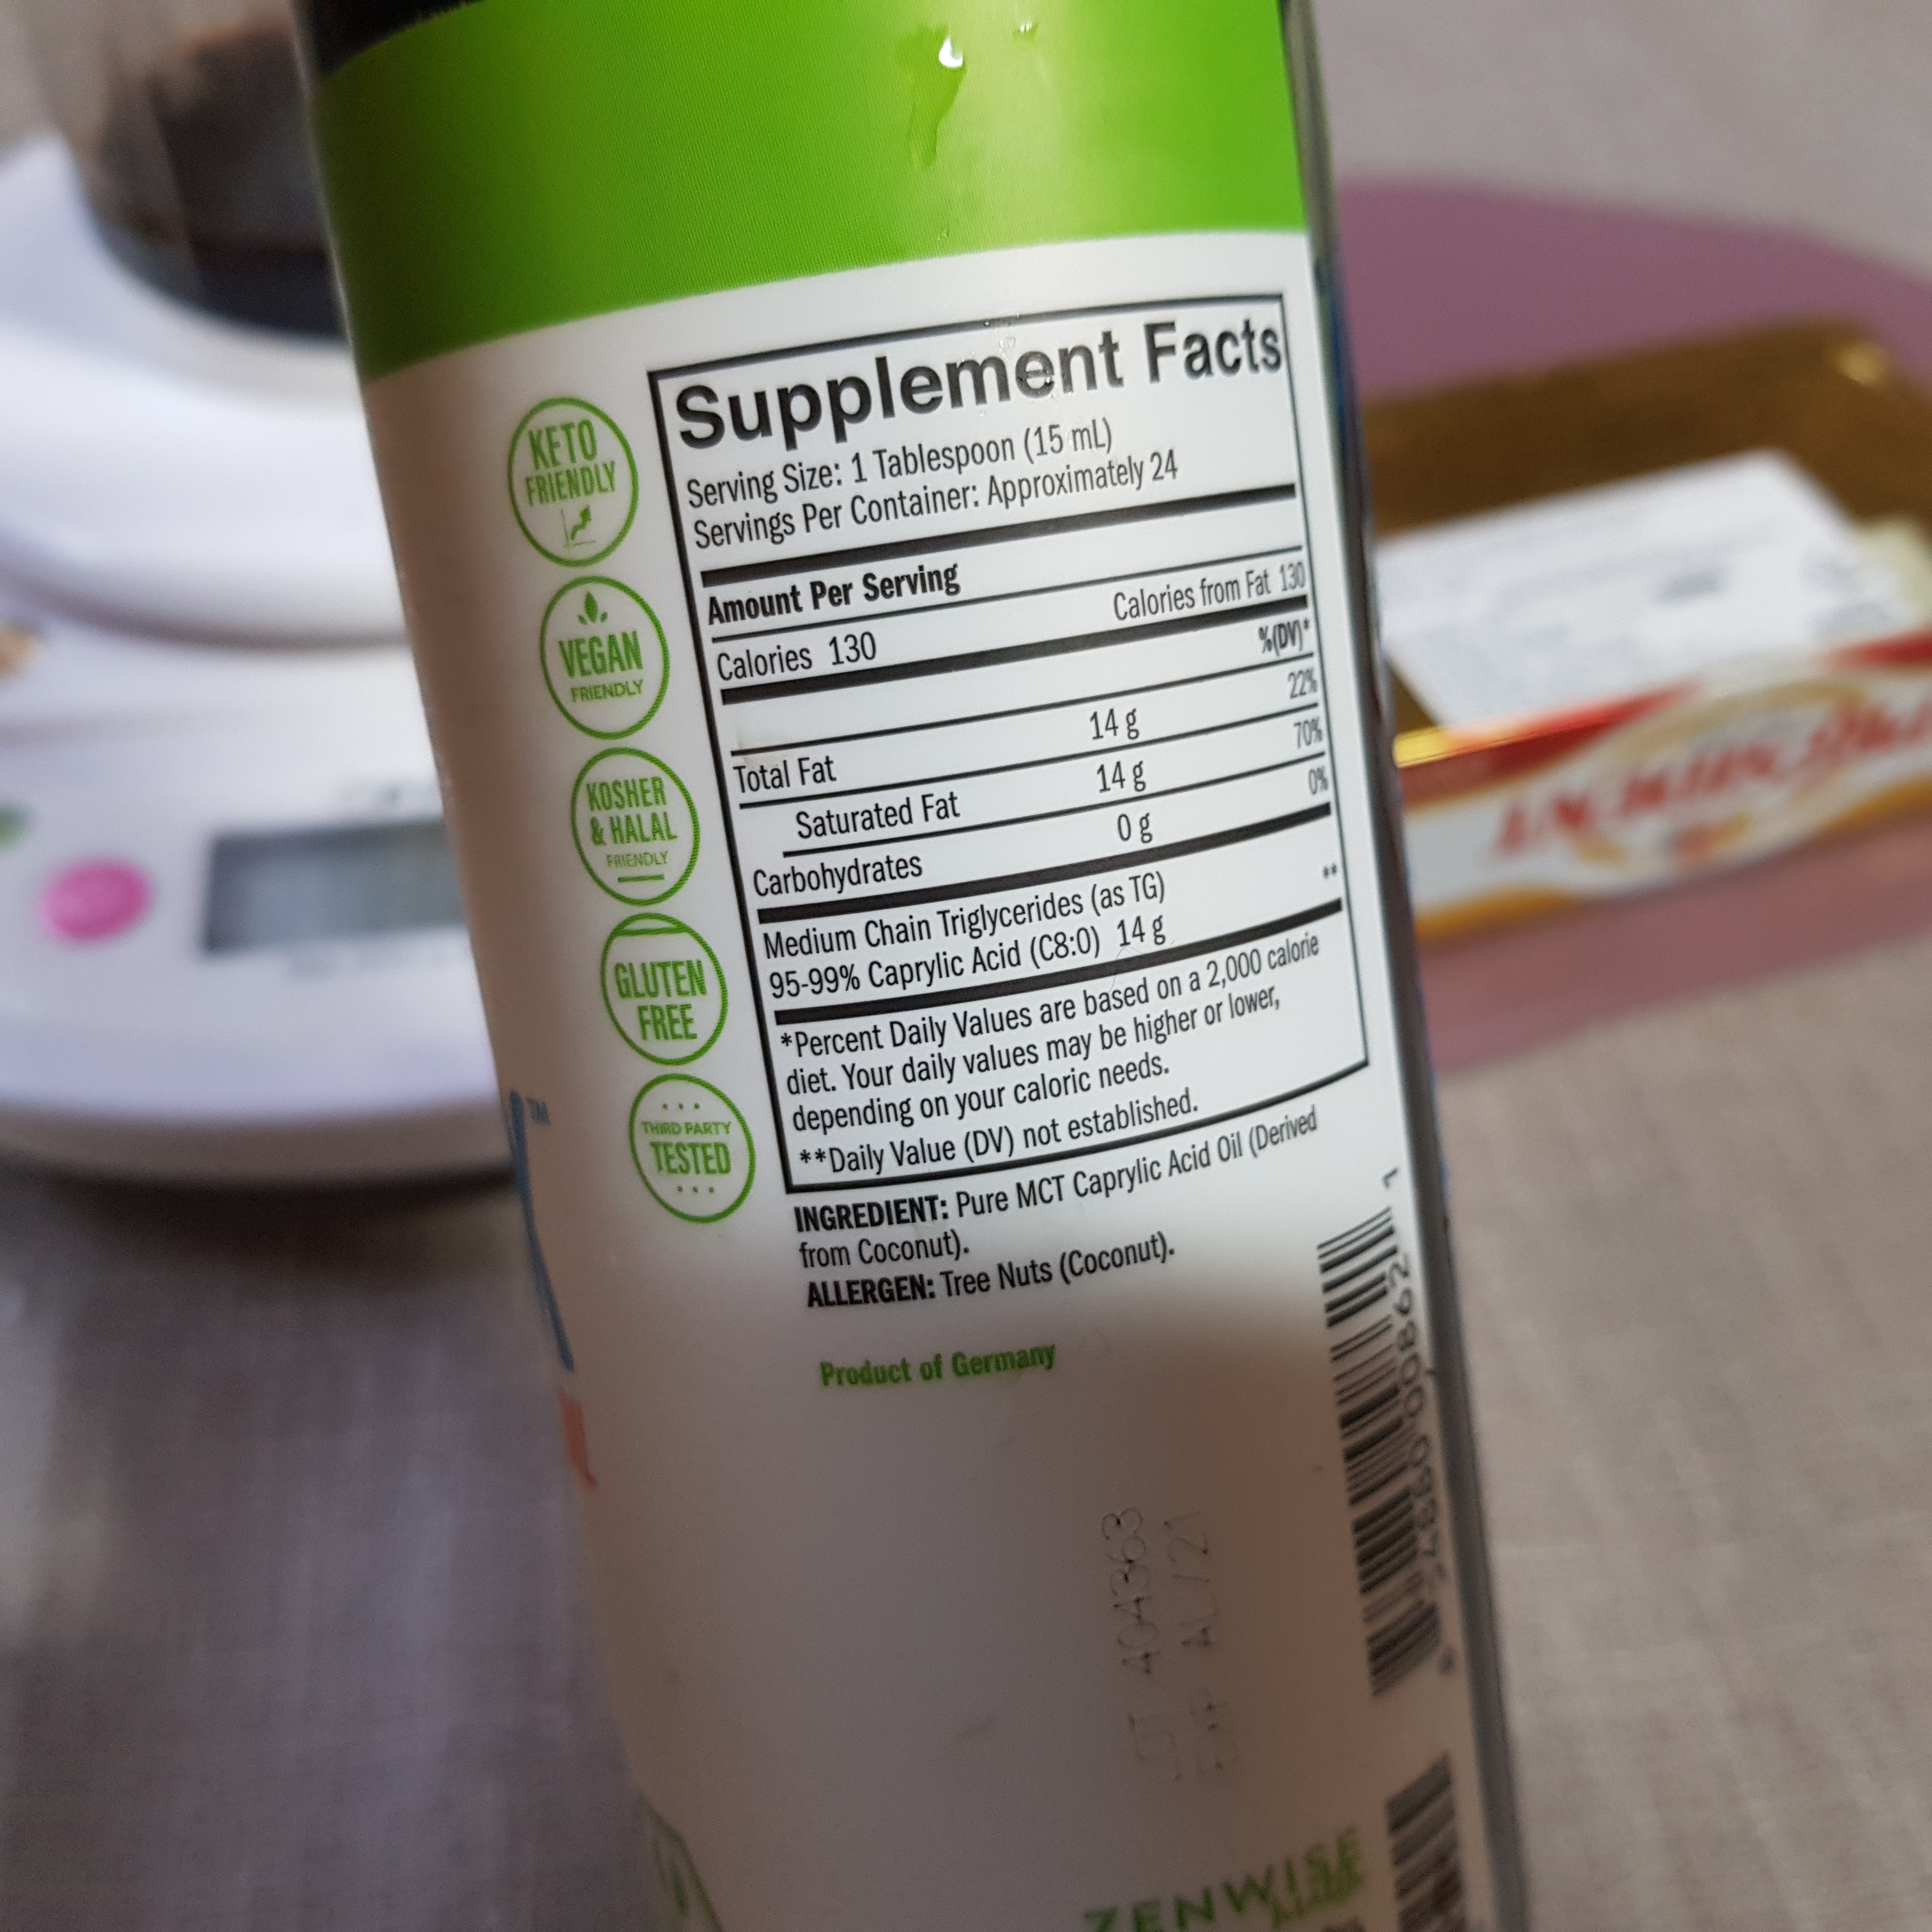 KETO
FRIENDLY
VEGAN
FRIENDLY
KOSHER
& HALAL
FRIENDLY
GLUTEN
FREE
THIRD PARTY
TESTED
Supplement Facts
Serving Size: 1 Tablespoon (15 mL)
Servings Per Container: Approximately 24
Amount Per Serving
Calories 130 Calories from Fat 130
%(DV)*
Total Fat 14 g 22%
Saturated Fat 14 g 70%
Carbohydrates 0 g 0%
Medium Chain Triglycerides (as TG) **
95-99% Caprylic Acid (C8:0) 14 g
*Percent Daily Values are based on a 2,000 calorie
diet. Your daily values may be higher or lower,
depending on your caloric needs.
**Daily Value (DV) not established.
INGREDIENT: Pure MCT Caprylic Acid Oil (Derived
from Coconut).
ALLERGEN: Tree Nuts (Coconut).
Product of Germany
LOT 404363
TM
ZENWISE